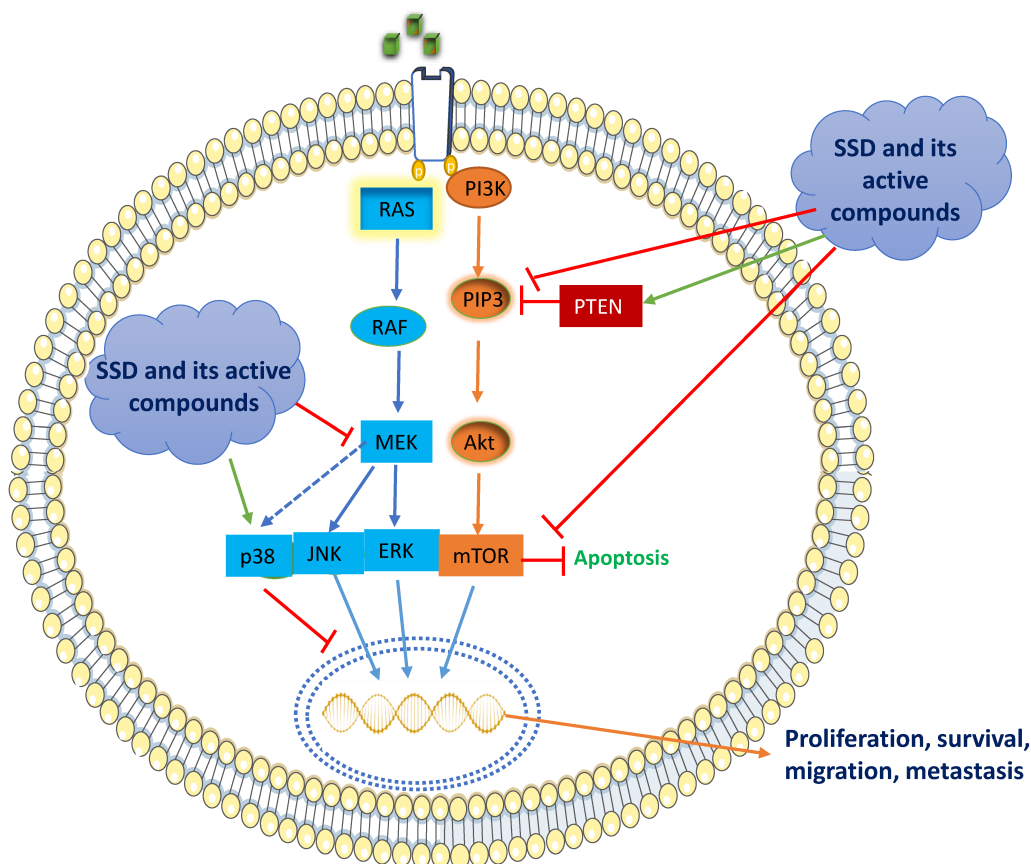 p
p
RAS
PI3K
SSD and its
active
compounds
PIP3
PTEN
RAF
SSD and its active
compounds
MEK
Akt
p38
JNK
ERK
mTOR
Apoptosis
Proliferation, survival,
migration, metastasis